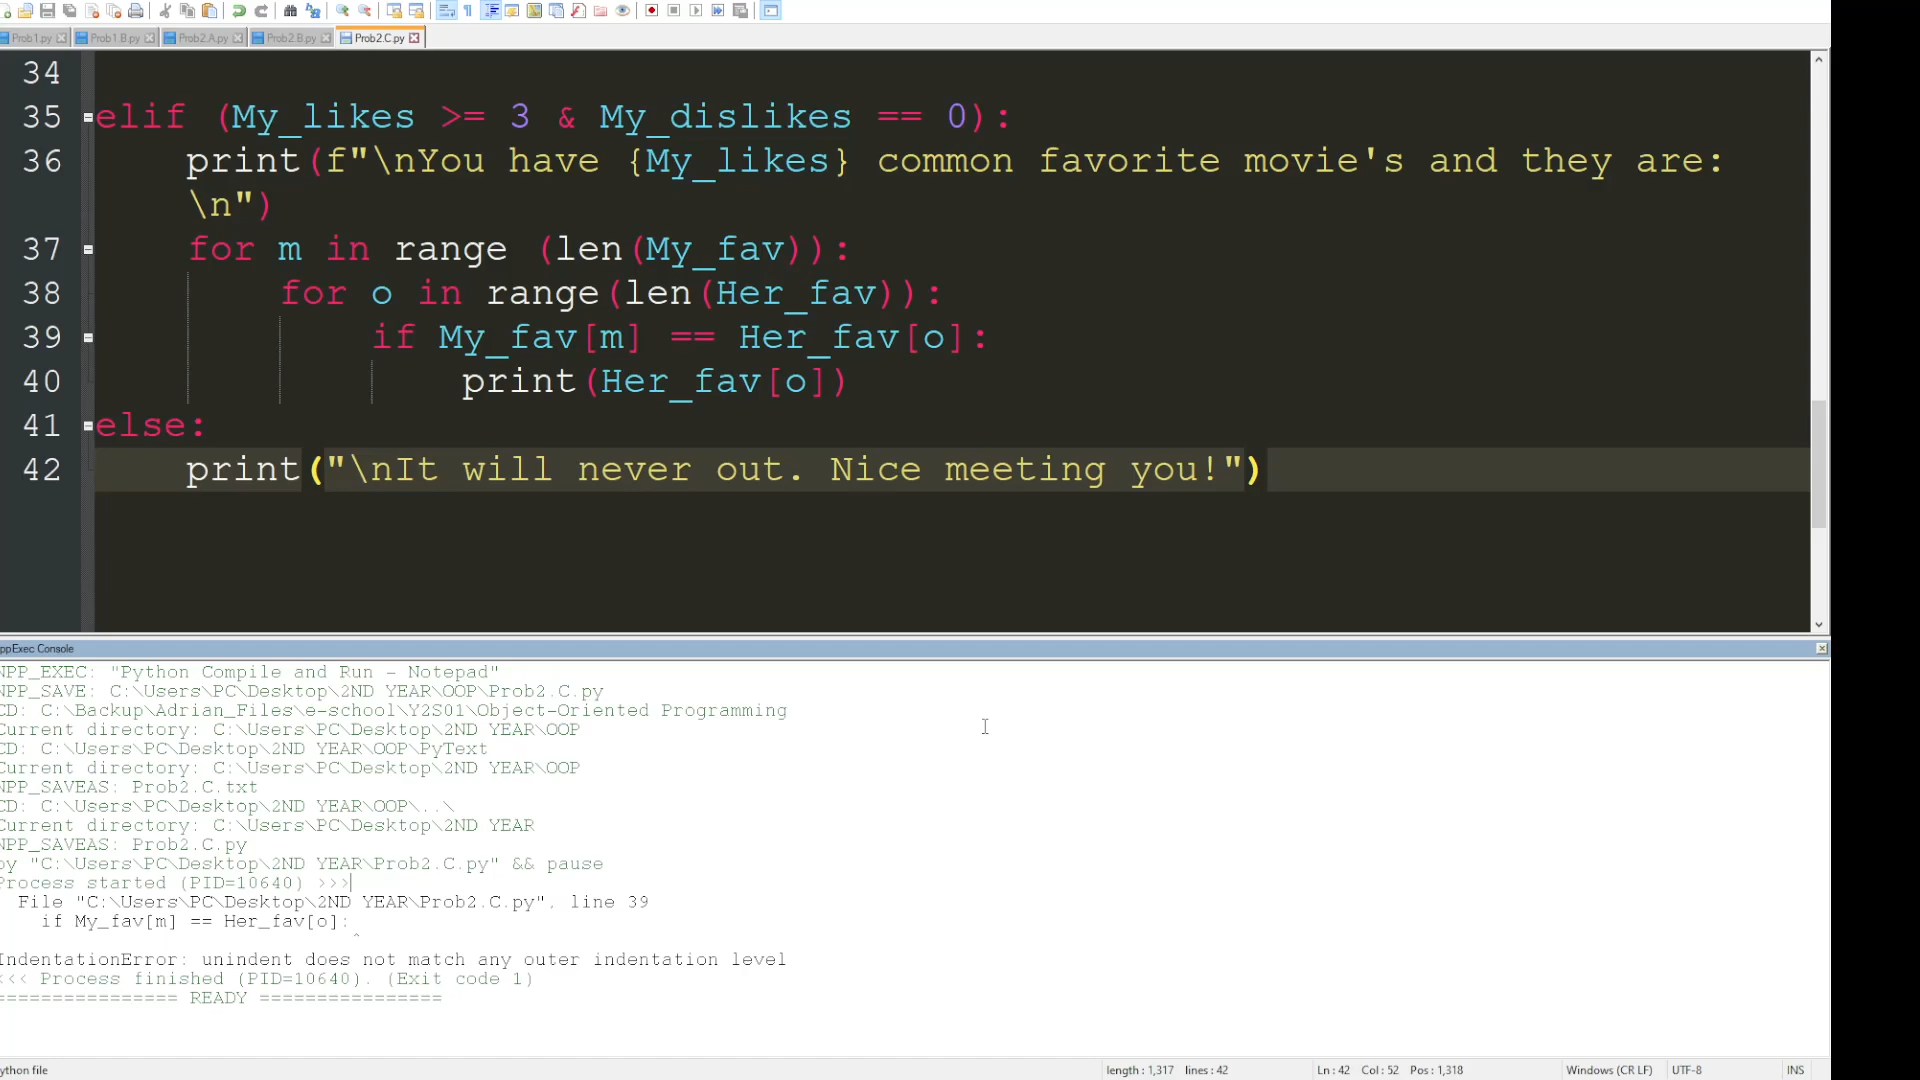 Prob1.py Prob1.B.py Prob2.A.py Prob2.B.py Prob2.C.py
34
35 elif (My_likes >= 3 & My_dislikes == 0):
36 print(f"\nYou have {My_likes} common favorite movie's and they are:
\n")
37 for m in range (len(My_fav)):
38 for o in range(len(Her_fav)):
39 if My_fav[m] == Her_fav[o]:
40 print(Her_fav[o])
41 else:
42 print("\nIt will never out. Nice meeting you!")
ppExec Console
NPP_EXEC: "Python Compile and Run - Notepad"
NPP_SAVE: C:\Users\PC\Desktop\2ND YEAR\OOP\Prob2.C.py
CD: C:\Backup\Adrian_Files\e-school\Y2S01\Object-Oriented Programming
Current directory: C:\Users\PC\Desktop\2ND YEAR\OOP
CD: C:\Users\PC\Desktop\2ND YEAR\OOP\PyText
Current directory: C:\Users\PC\Desktop\2ND YEAR\OOP
NPP_SAVEAS: Prob2.C.txt
CD: C:\Users\PC\Desktop\2ND YEAR\OOP\..\
Current directory: C:\Users\PC\Desktop\2ND YEAR
NPP_SAVEAS: Prob2.C.py
py "C:\Users\PC\Desktop\2ND YEAR\Prob2.C.py" && pause
Process started (PID=10640) >>>
File "C:\Users\PC\Desktop\2ND YEAR\Prob2.C.py", line 39
if My_fav[m] == Her_fav[o]:
^
IndentationError: unindent does not match any outer indentation level
<<< Process finished (PID=10640). (Exit code 1)
================ READY ================
ython file length : 1,317 lines : 42 Ln : 42 Col : 52 Pos : 1,318 Windows (CR LF) UTF-8 INS